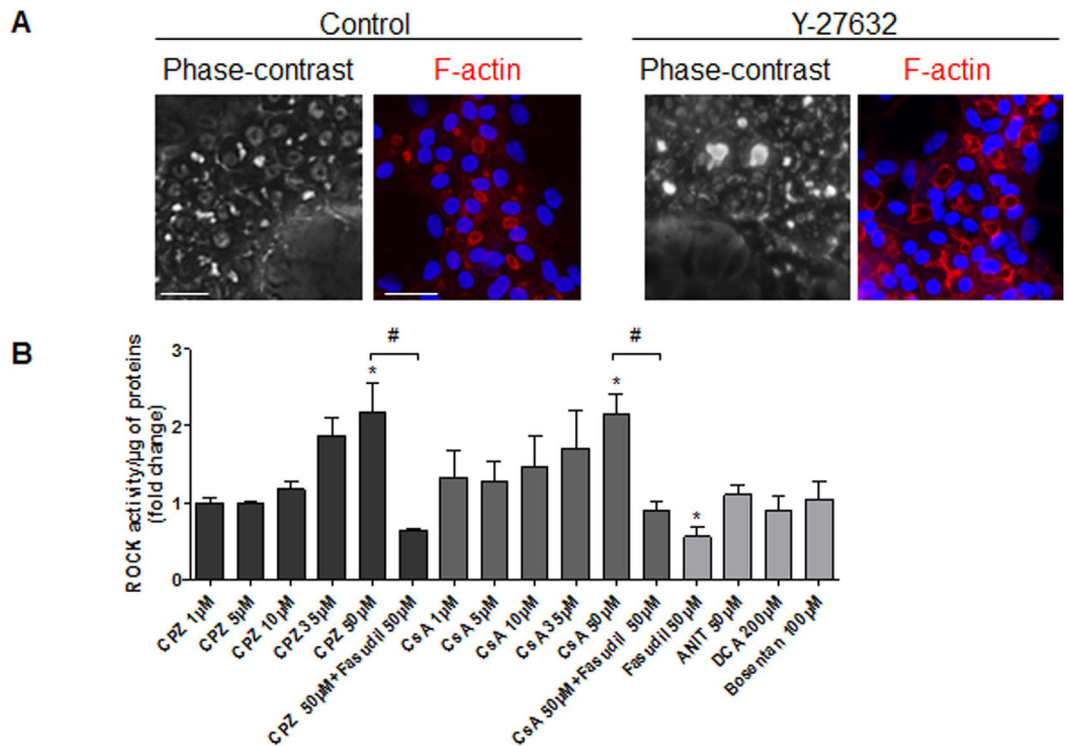 A
Control
Y-27632
Phase-contrast
F-actin
Phase-contrast
F-actin
B
ROCK activity/µg of proteins
(fold change)
3
2
1
0
*
#
*
#
*
CPZ 1µM
CPZ 5µM
CPZ 10µM
CPZ 35µM
CPZ 50µM
CPZ 50µM+Fasudil 50µM
CsA 1µM
CsA 5µM
CsA 10µM
CsA 35µM
CsA 50µM
CsA 50µM+Fasudil 50µM
Fasudil 50µM
ANIT 50µM
DCA 200µM
Bosentan 100µM